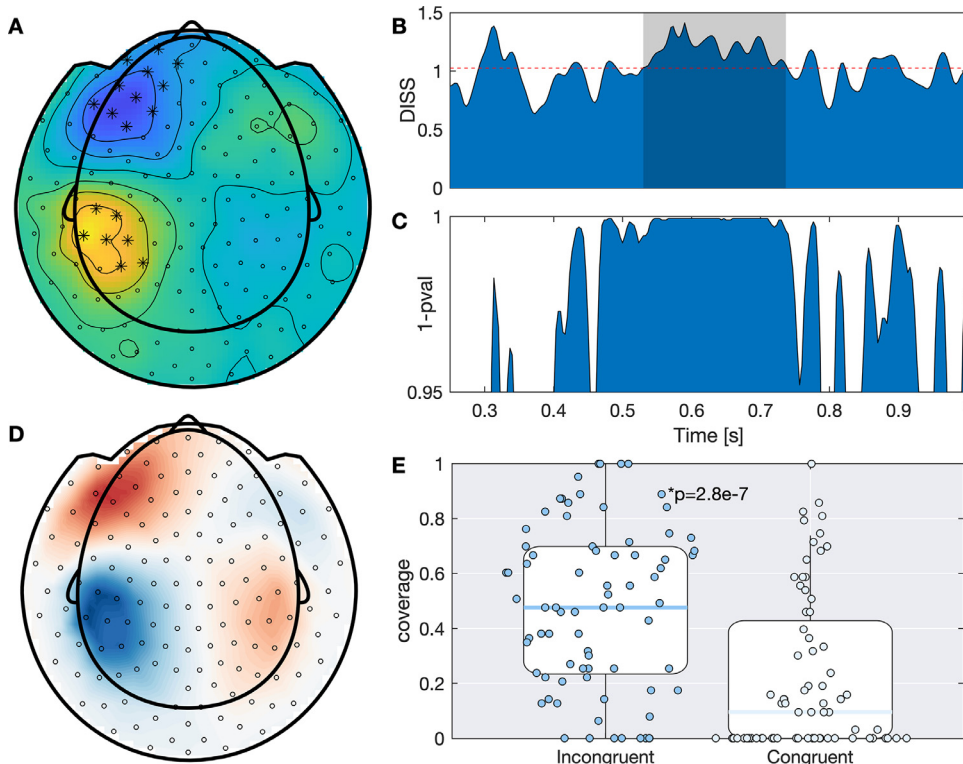 A
B
1.5
1
0.5
0
DISS
C
1
0.95
1-pval
0.3 0.4 0.5 0.6 0.7 0.8 0.9
Time [s]
D
E
1
0.8
0.6
0.4
0.2
0
coverage
*p=2.8e-7
Incongruent Congruent